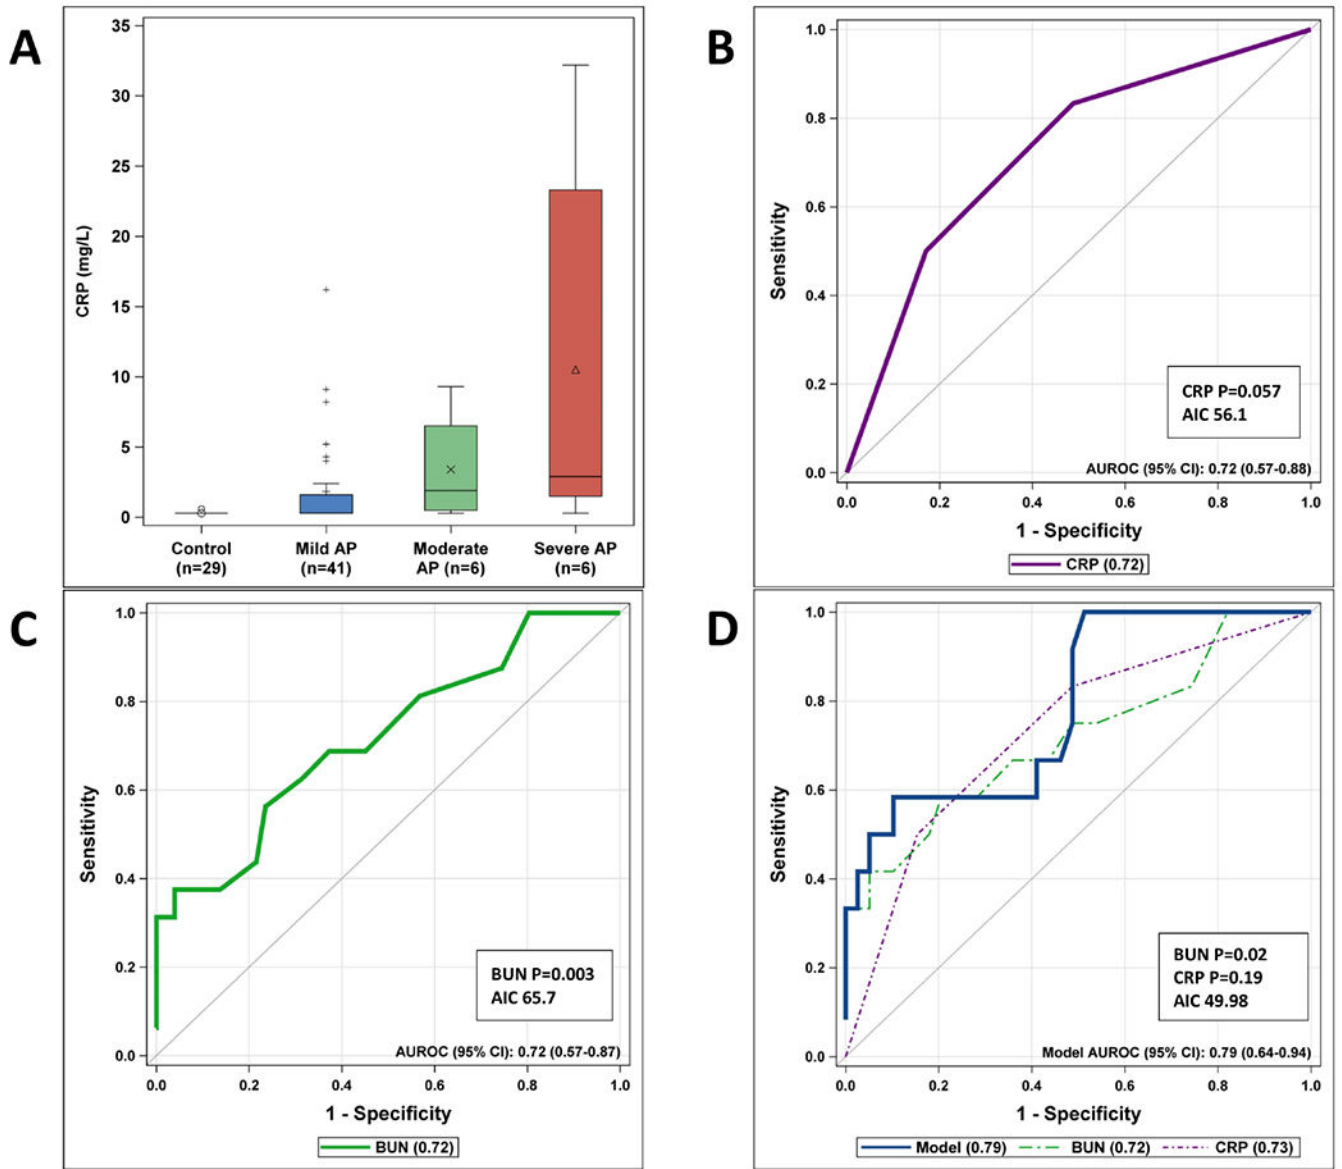 A
35
30
25
20
15
10
5
0
CRP (mg/L)
Control
(n=29)
Mild AP
(n=41)
Moderate
AP (n=6)
Severe AP
(n=6)
B
1.0
0.8
0.6
0.4
0.2
0.0
Sensitivity
CRP P=0.057
AIC 56.1
AUROC (95% CI): 0.72 (0.57-0.88)
0.0 0.2 0.4 0.6 0.8 1.0
1 - Specificity
CRP (0.72)
C
1.0
0.8
0.6
0.4
0.2
0.0
Sensitivity
BUN P=0.003
AIC 65.7
AUROC (95% CI): 0.72 (0.57-0.87)
0.0 0.2 0.4 0.6 0.8 1.0
1 - Specificity
BUN (0.72)
D
1.0
0.8
0.6
0.4
0.2
0.0
Sensitivity
BUN P=0.02
CRP P=0.19
AIC 49.98
Model AUROC (95% CI): 0.79 (0.64-0.94)
0.0 0.2 0.4 0.6 0.8 1.0
1 - Specificity
Model (0.79) BUN (0.72) CRP (0.73)